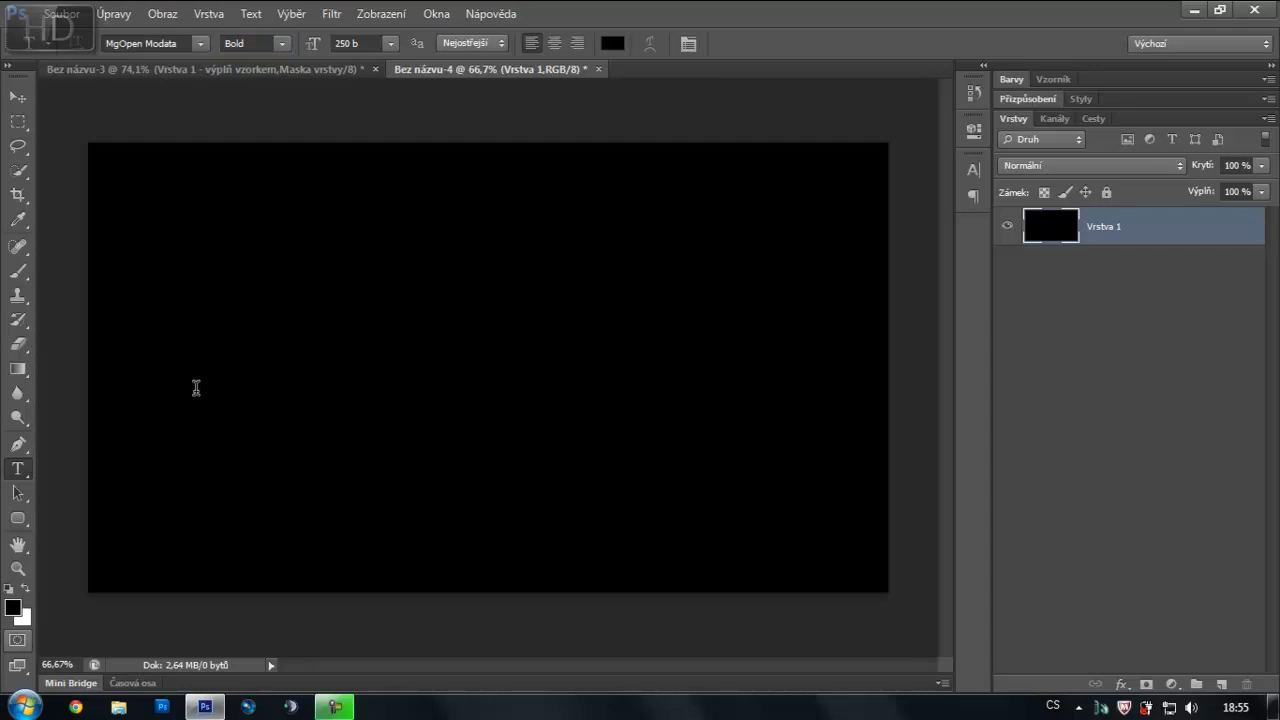 Ps
HD
Soubor Úpravy Obraz Vrstva Text Výběr Filtr Zobrazení Okna Nápověda
MgOpen Modata Bold 250 b Nejostřejší Výchozí
Bez názvu-3 @ 74,1% (Vrstva 1 - výplň vzorkem,Maska vrstvy/8) * ×
Bez názvu-4 @ 66,7% (Vrstva 1,RGB/8) * ×
Barvy Vzorník
Přizpůsobení Styly
Vrstvy Kanály Cesty
Druh
Normální Krytí: 100 %
Zámek: Výplň: 100 %
Vrstva 1
66,67% Dok: 2,64 MB/0 bytů
Mini Bridge Časová osa
CS 18:55